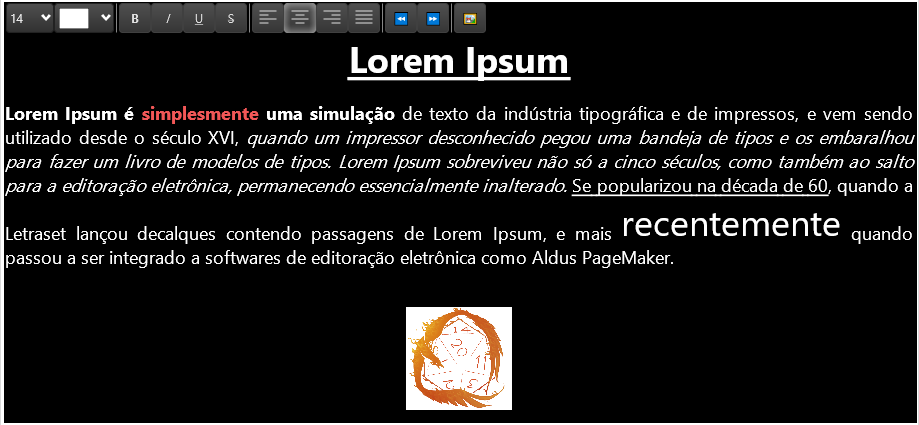 14 B I U S
Lorem Ipsum
Lorem Ipsum é simplesmente uma simulação de texto da indústria tipográfica e de impressos, e vem sendo
utilizado desde o século XVI, quando um impressor desconhecido pegou uma bandeja de tipos e os embaralhou
para fazer um livro de modelos de tipos. Lorem Ipsum sobreviveu não só a cinco séculos, como também ao salto
para a editoração eletrônica, permanecendo essencialmente inalterado. Se popularizou na década de 60, quando a
Letraset lançou decalques contendo passagens de Lorem Ipsum, e mais recentemente quando
passou a ser integrado a softwares de editoração eletrônica como Aldus PageMaker.
12
20
11